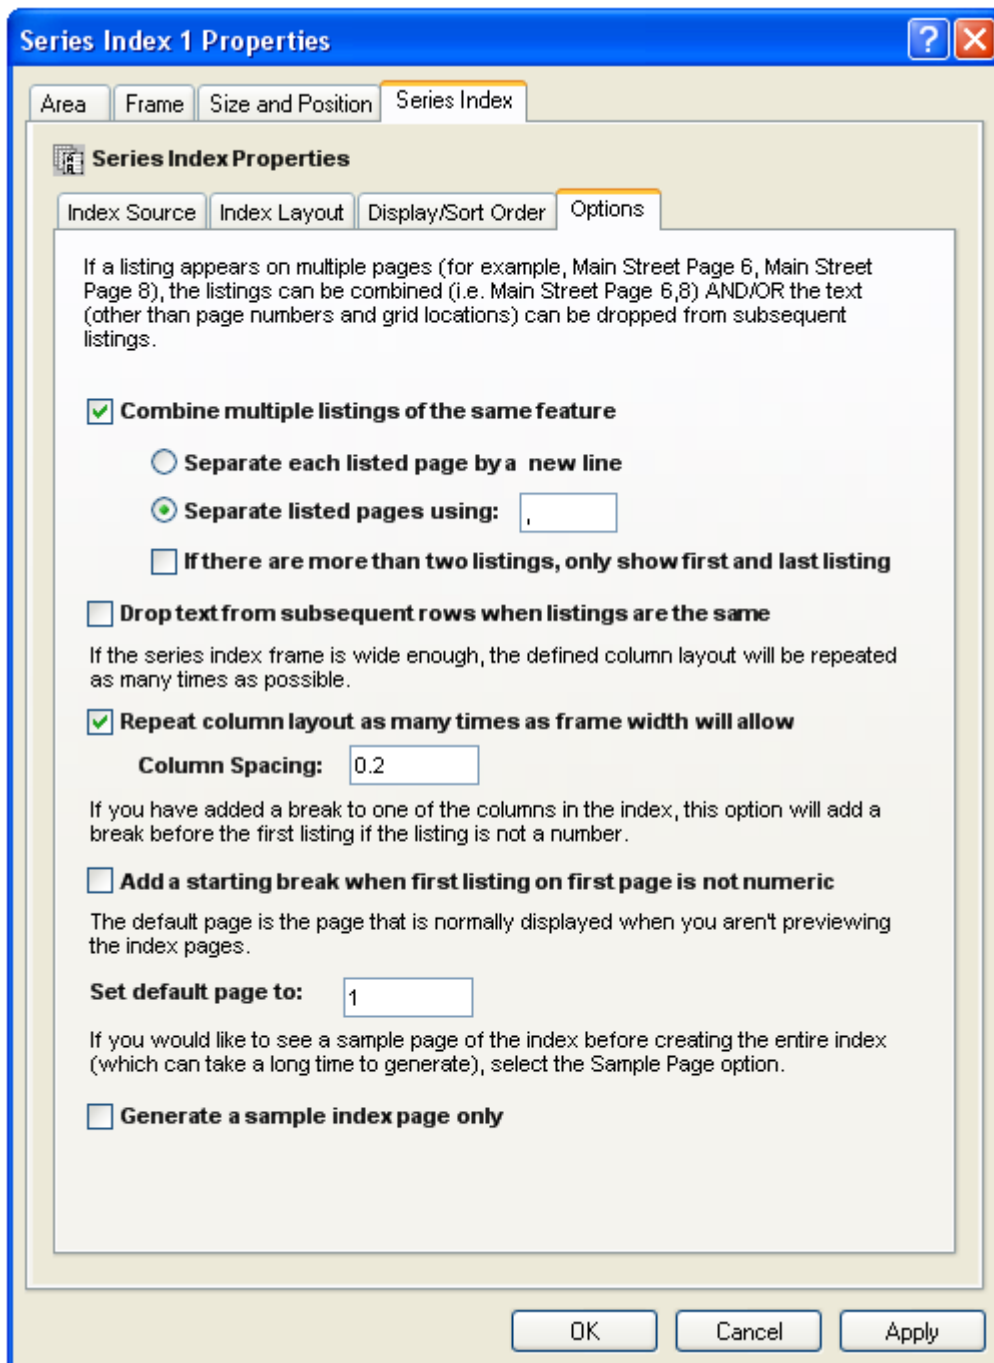 Series Index 1 Properties
?
Area Frame Size and Position Series Index
Series Index Properties
Index Source Index Layout Display/Sort Order Options
If a listing appears on multiple pages (for example, Main Street Page 6, Main Street
Page 8), the listings can be combined (i.e. Main Street Page 6,8) AND/OR the text
(other than page numbers and grid locations) can be dropped from subsequent
listings.
Combine multiple listings of the same feature
Separate each listed page by a new line
Separate listed pages using: ,
If there are more than two listings, only show first and last listing
Drop text from subsequent rows when listings are the same
If the series index frame is wide enough, the defined column layout will be repeated
as many times as possible.
Repeat column layout as many times as frame width will allow
Column Spacing: 0.2
If you have added a break to one of the columns in the index, this option will add a
break before the first listing if the listing is not a number.
Add a starting break when first listing on first page is not numeric
The default page is the page that is normally displayed when you aren't previewing
the index pages.
Set default page to: 1
If you would like to see a sample page of the index before creating the entire index
(which can take a long time to generate), select the Sample Page option.
Generate a sample index page only
OK Cancel Apply